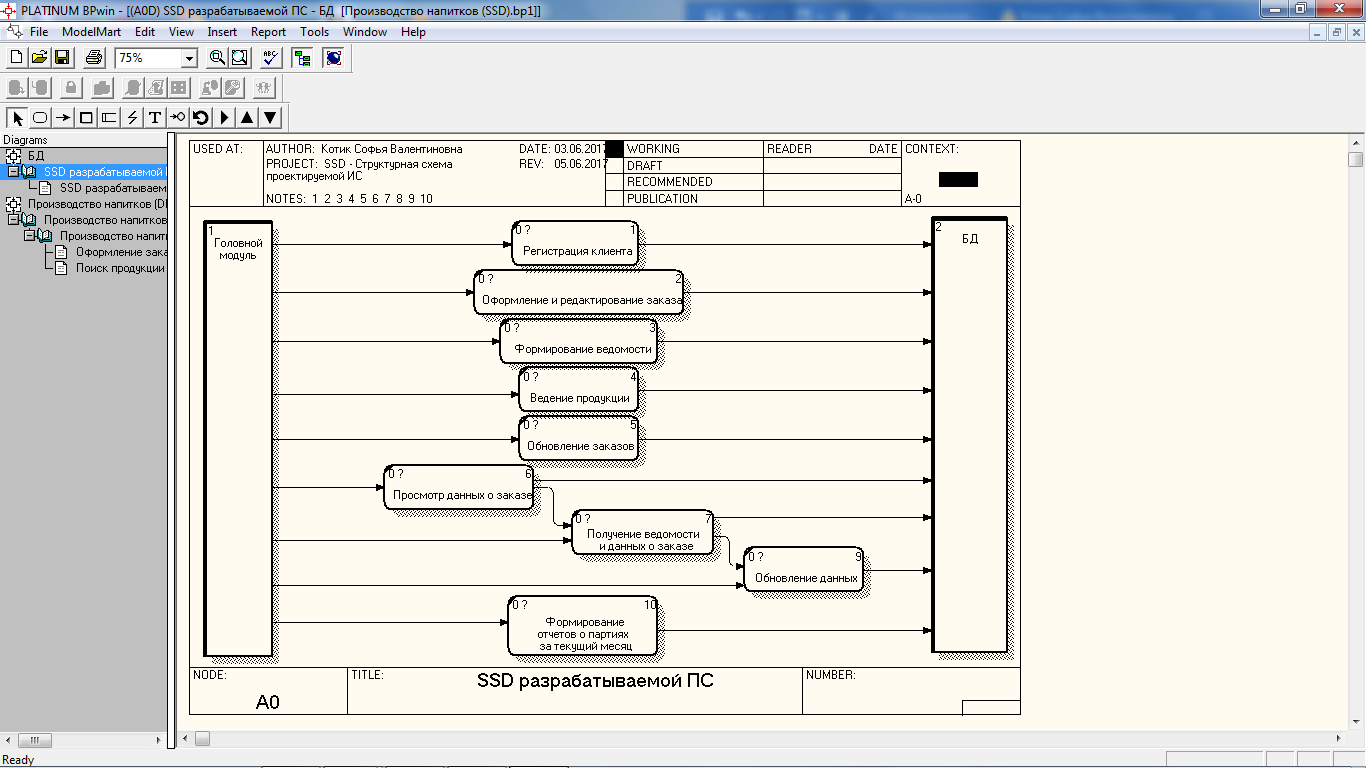 PLATINUM BPwin - [(A0D) SSD разрабатываемой ПС - БД  [Производство напитков (SSD).bp1]]
File ModelMart Edit View Insert Report Tools Window Help
75%
ABC
T
Diagrams
БД
SSD разрабатываемой
SSD разрабатываем
Производство напитков (D
Производство напитков
Производство напит
Оформление зака
Поиск продукции
USED AT:
AUTHOR: Котик Софья Валентиновна
DATE: 03.06.2017
PROJECT: SSD - Структурная схема
проектируемой ИС
REV: 05.06.2017
NOTES: 1 2 3 4 5 6 7 8 9 10
WORKING
DRAFT
RECOMMENDED
PUBLICATION
READER DATE
CONTEXT:
A-0
1
Головной
модуль
0 ? 1
Регистрация клиента
0 ? 2
Оформление и редактирование заказа
0 ? 3
Формирование ведомости
0 ? 4
Ведение продукции
0 ? 5
Обновление заказов
0 ? 6
Просмотр данных о заказе
0 ? 7
Получение ведомости
и данных о заказе
0 ? 9
Обновление данных
0 ? 10
Формирование
отчетов о партиях
за текущий месяц
2
БД
NODE:
A0
TITLE:
SSD разрабатываемой ПС
NUMBER:
Ready